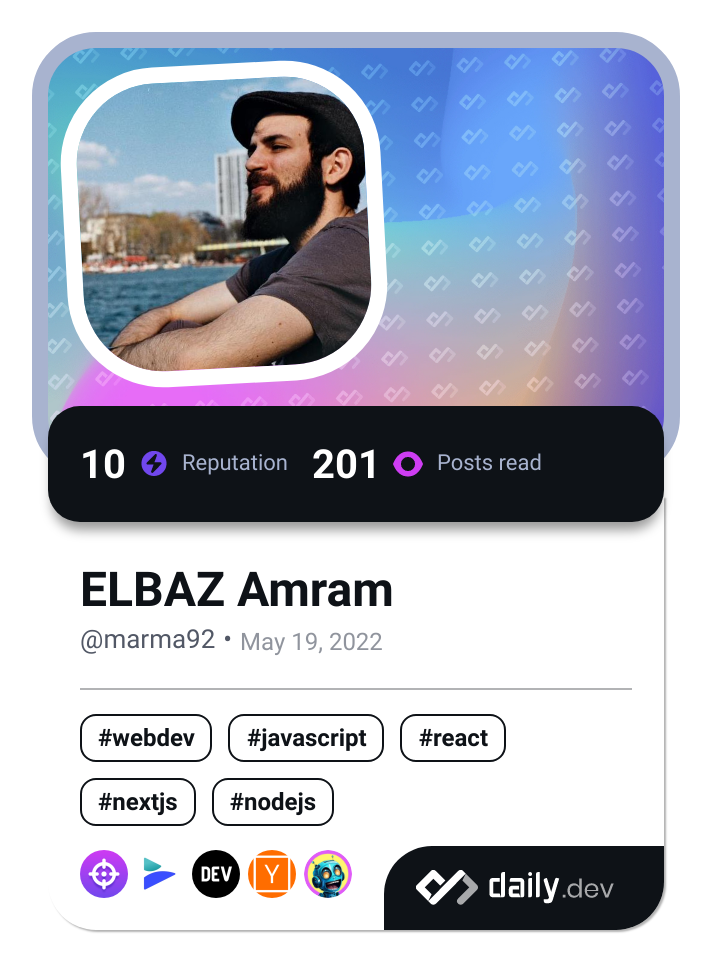 10 Reputation 201 Posts read
ELBAZ Amram
@marma92 • May 19, 2022
#webdev #javascript #react
#nextjs #nodejs
DEV Y daily.dev